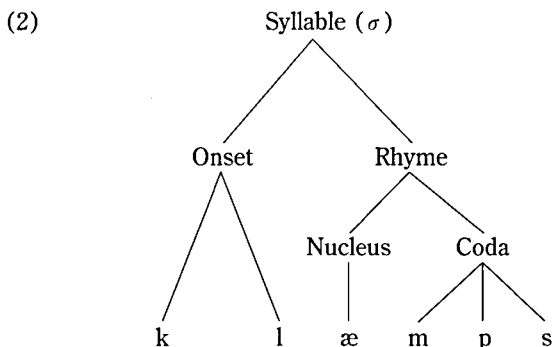 (2) Syllable (σ)
Onset Rhyme
Nucleus Coda
k l æ m p s